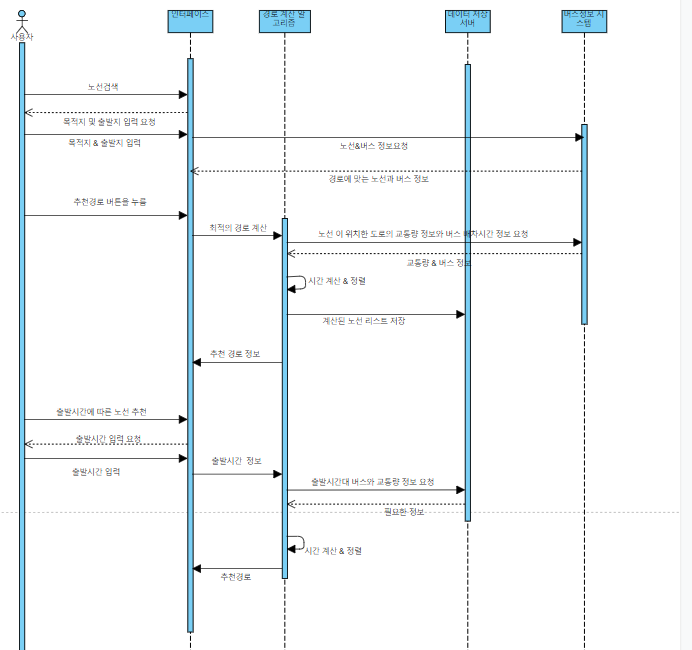 사용자
인터페이스
경로 계산 알
고리즘
데이터 저장
서버
버스정보 시
스템
노선검색
목적지 및 출발지 입력 요청
목적지 & 출발지 입력
노선&버스 정보요청
경로에 맞는 노선과 버스 정보
추천경로 버튼을 누름
최적의 경로 계산
노선 이 위치한 도로의 교통량 정보와 버스 배차시간 정보 요청
교통량 & 버스 정보
시간 계산 & 정렬
계산된 노선 리스트 저장
추천 경로 정보
출발시간에 따른 노선 추천
출발시간 입력 요청
출발시간 정보
출발시간 입력
출발시간대 버스와 교통량 정보 요청
필요한 정보
시간 계산 & 정렬
추천경로